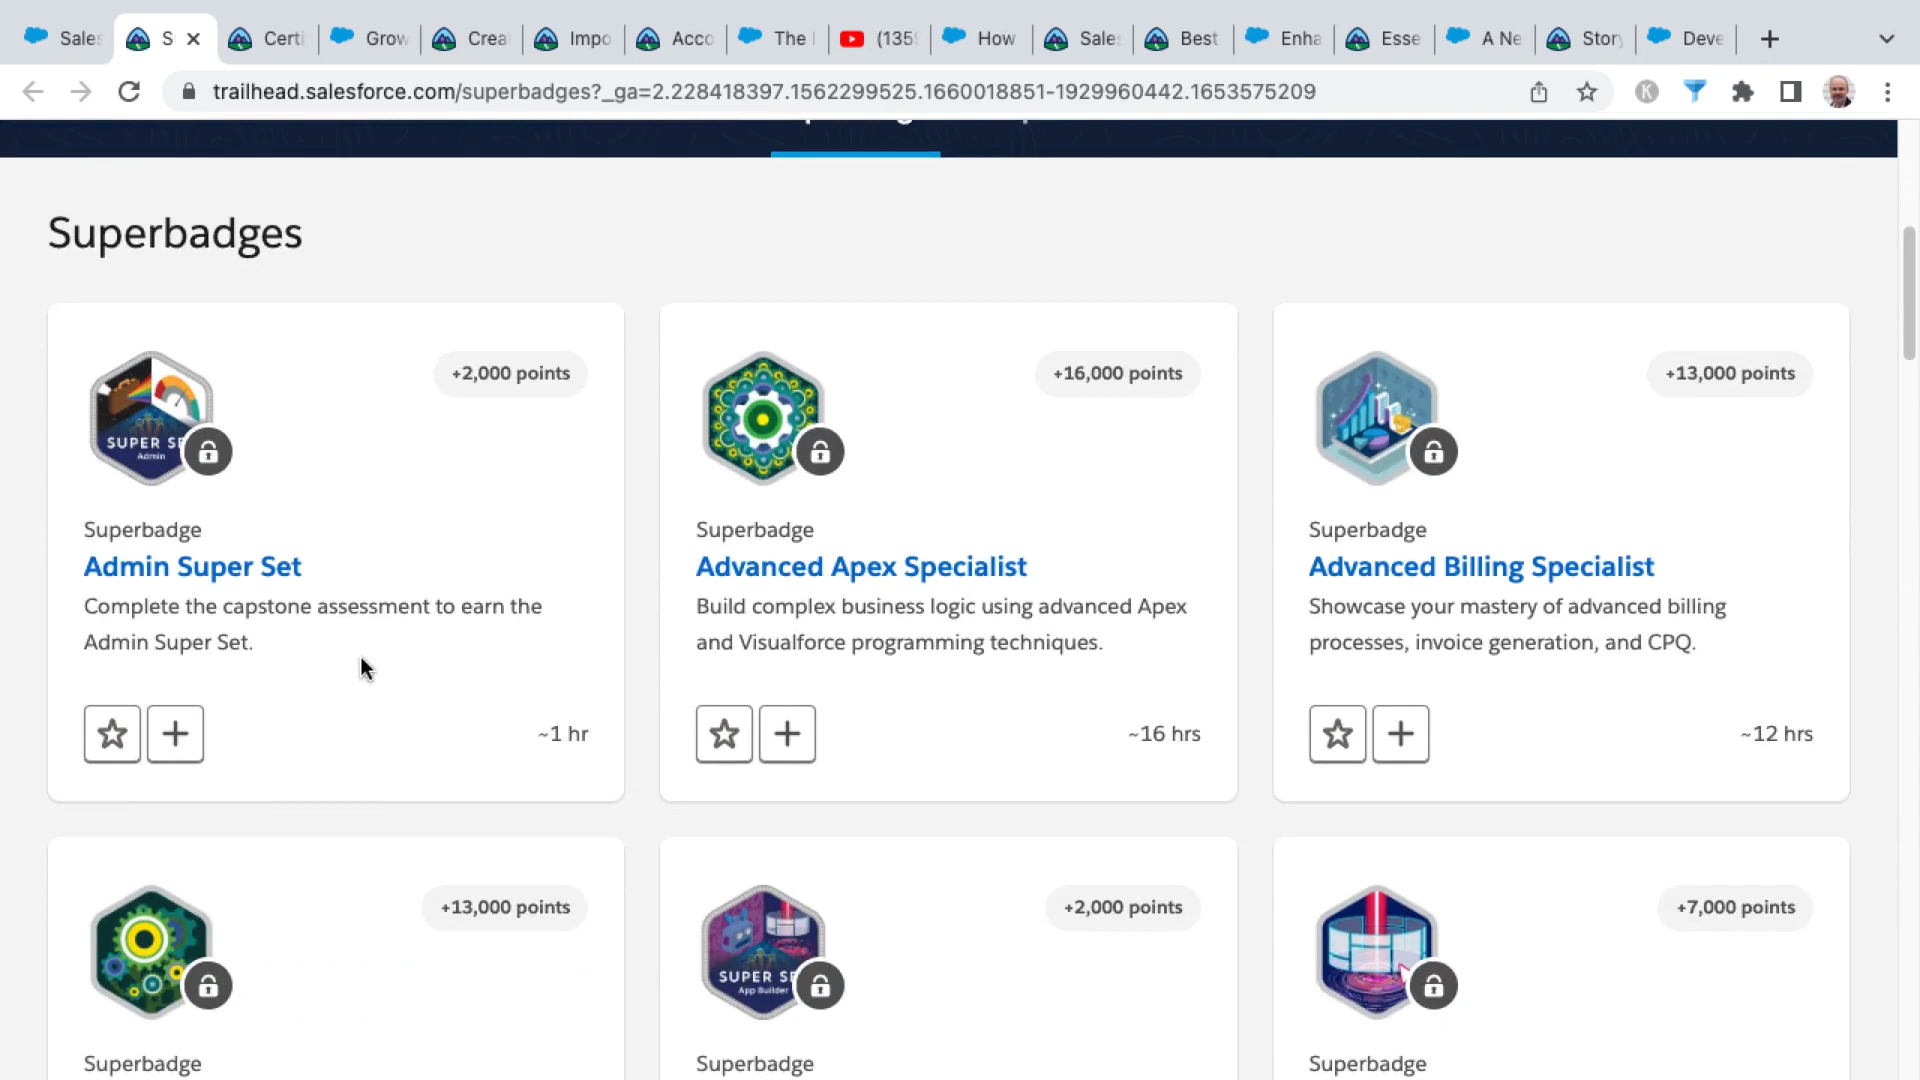 Sales
S
Certi
Grow
Crea
Impo
Acco
The
(135
How
Sales
Best
Enha
Esse
A Ne
Story
Deve
trailhead.salesforce.com/superbadges?_ga=2.228418397.1562299525.1660018851-1929960442.1653575209
K
Superbadges
+2,000 points
SUPER SE
Admin
Superbadge
Admin Super Set
Complete the capstone assessment to earn the
Admin Super Set.
~1 hr
+16,000 points
Superbadge
Advanced Apex Specialist
Build complex business logic using advanced Apex
and Visualforce programming techniques.
~16 hrs
+13,000 points
Superbadge
Advanced Billing Specialist
Showcase your mastery of advanced billing
processes, invoice generation, and CPQ.
~12 hrs
+13,000 points
Superbadge
+2,000 points
SUPER SE
App Builder
Superbadge
+7,000 points
Superbadge